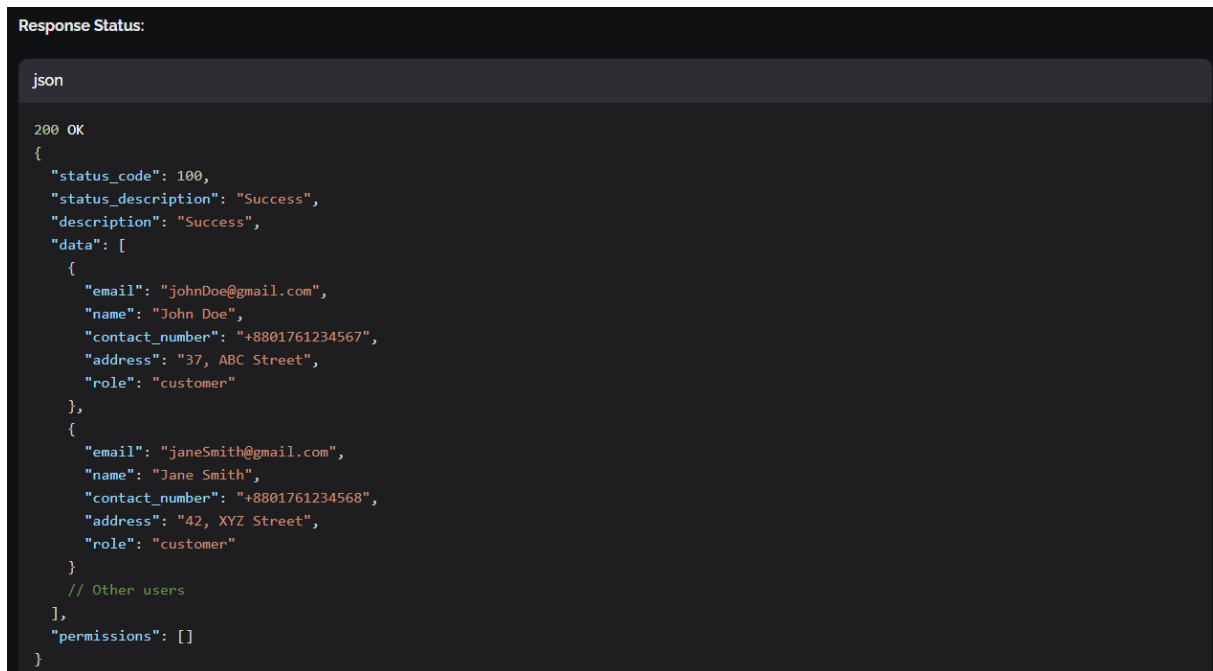 Response Status:
json
200 OK
{
  "status_code": 100,
  "status_description": "Success",
  "description": "Success",
  "data": [
    {
      "email": "johnDoe@gmail.com",
      "name": "John Doe",
      "contact_number": "+8801761234567",
      "address": "37, ABC Street",
      "role": "customer"
    },
    {
      "email": "janeSmith@gmail.com",
      "name": "Jane Smith",
      "contact_number": "+8801761234568",
      "address": "42, XYZ Street",
      "role": "customer"
    }
    // Other users
  ],
  "permissions": []
}